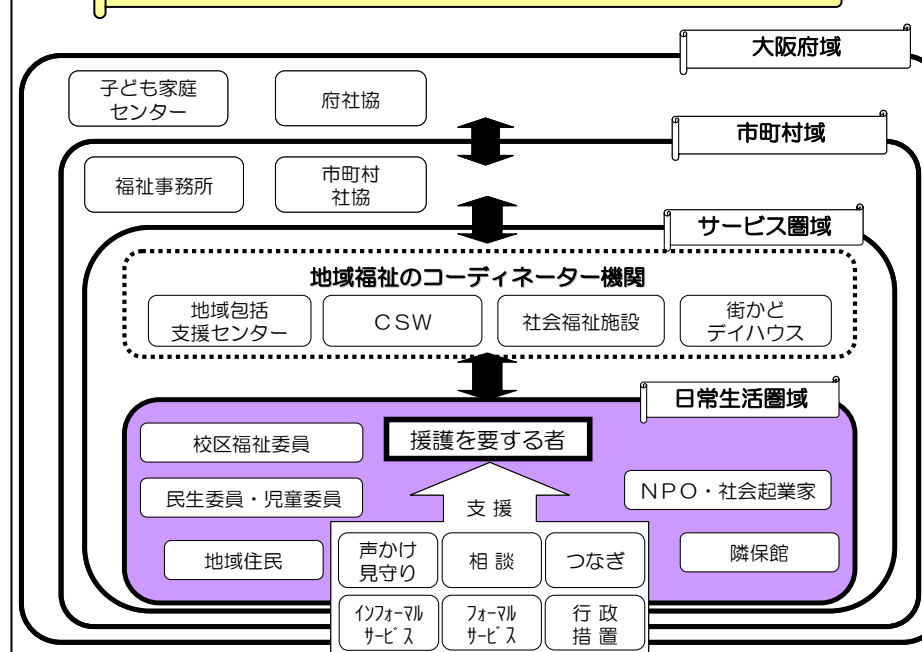 大阪府域
子ども家庭
センター
府社協
市町村域
福祉事務所
市町村
社協
サービス圏域
地域福祉のコーディネーター機関
地域包括
支援センター
ＣＳＷ
社会福祉施設
街かど
デイハウス
日常生活圏域
校区福祉委員
援護を要する者
民生委員・児童委員
ＮＰＯ・社会起業家
支 援
地域住民
声かけ
見守り
相 談
つなぎ
隣保館
ｲﾝﾌｫｰﾏﾙ
ｻｰﾋﾞｽ
ﾌｫｰﾏﾙ
ｻｰﾋﾞｽ
行 政
措 置